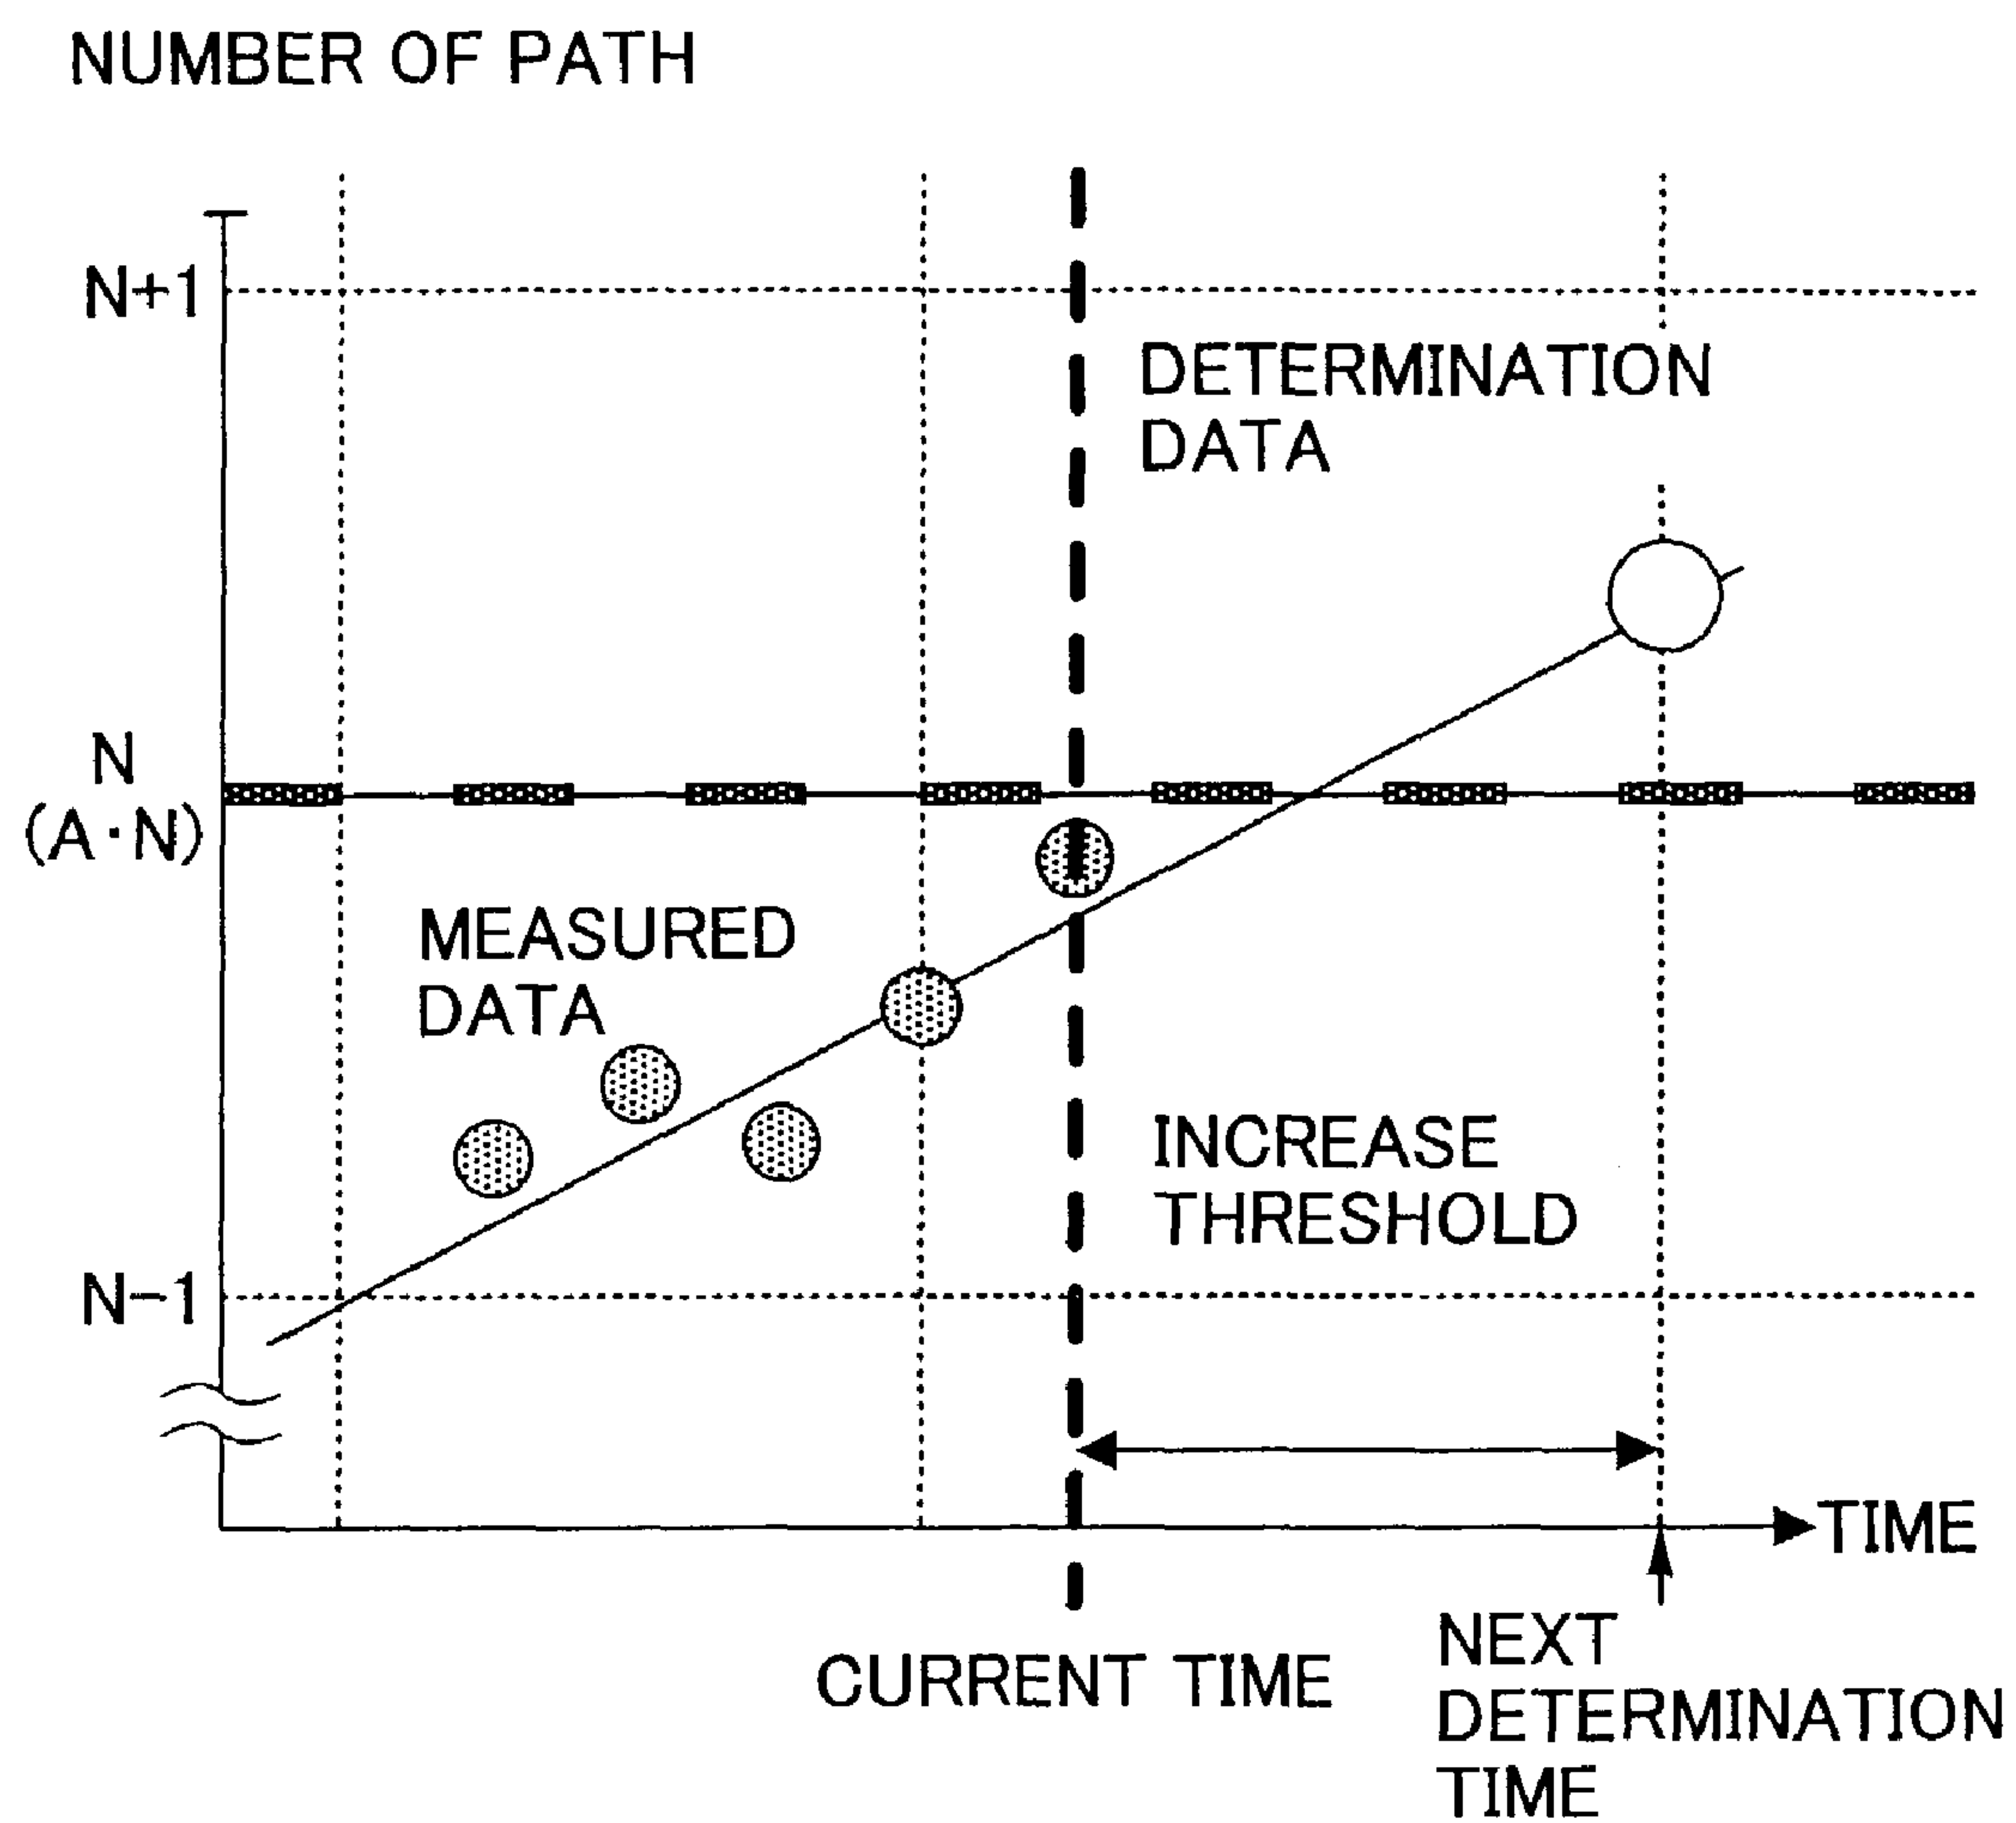 NUMBER OF PATH
N+1
DETERMINATION
DATA
N
(A·N)
MEASURED
DATA
INCREASE
THRESHOLD
N−1
TIME
CURRENT TIME
NEXT
DETERMINATION
TIME